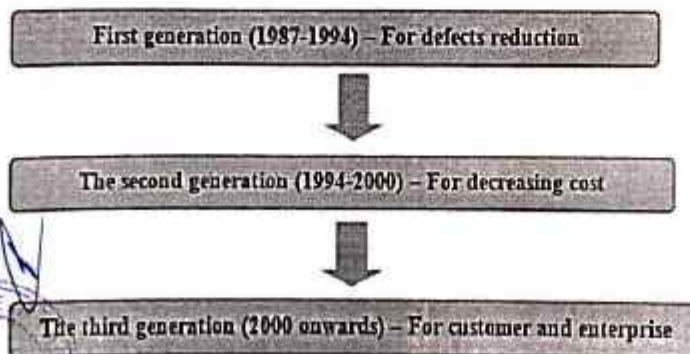 First generation (1987-1994) – For defects reduction
The second generation (1994-2000) – For decreasing cost
The third generation (2000 onwards) – For customer and enterprise